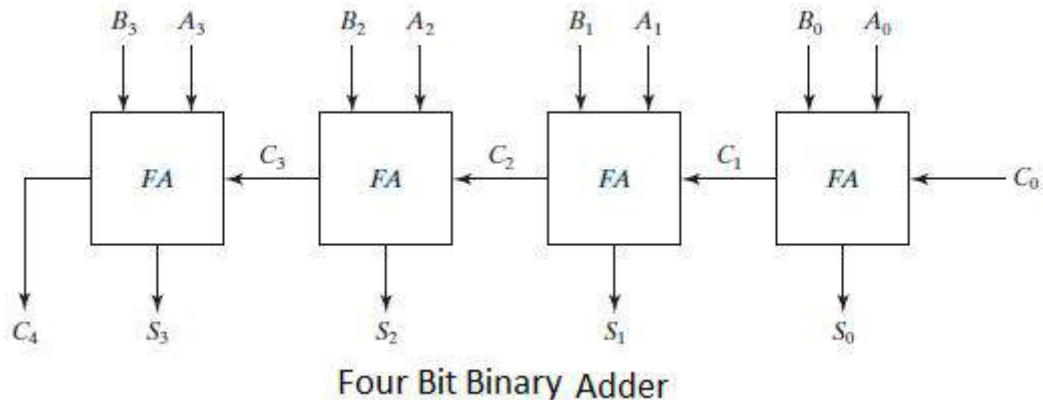 B₃ A₃ B₂ A₂ B₁ A₁ B₀ A₀
FA C₃ FA C₂ FA C₁ FA C₀
C₄ S₃ S₂ S₁ S₀
Four Bit Binary Adder